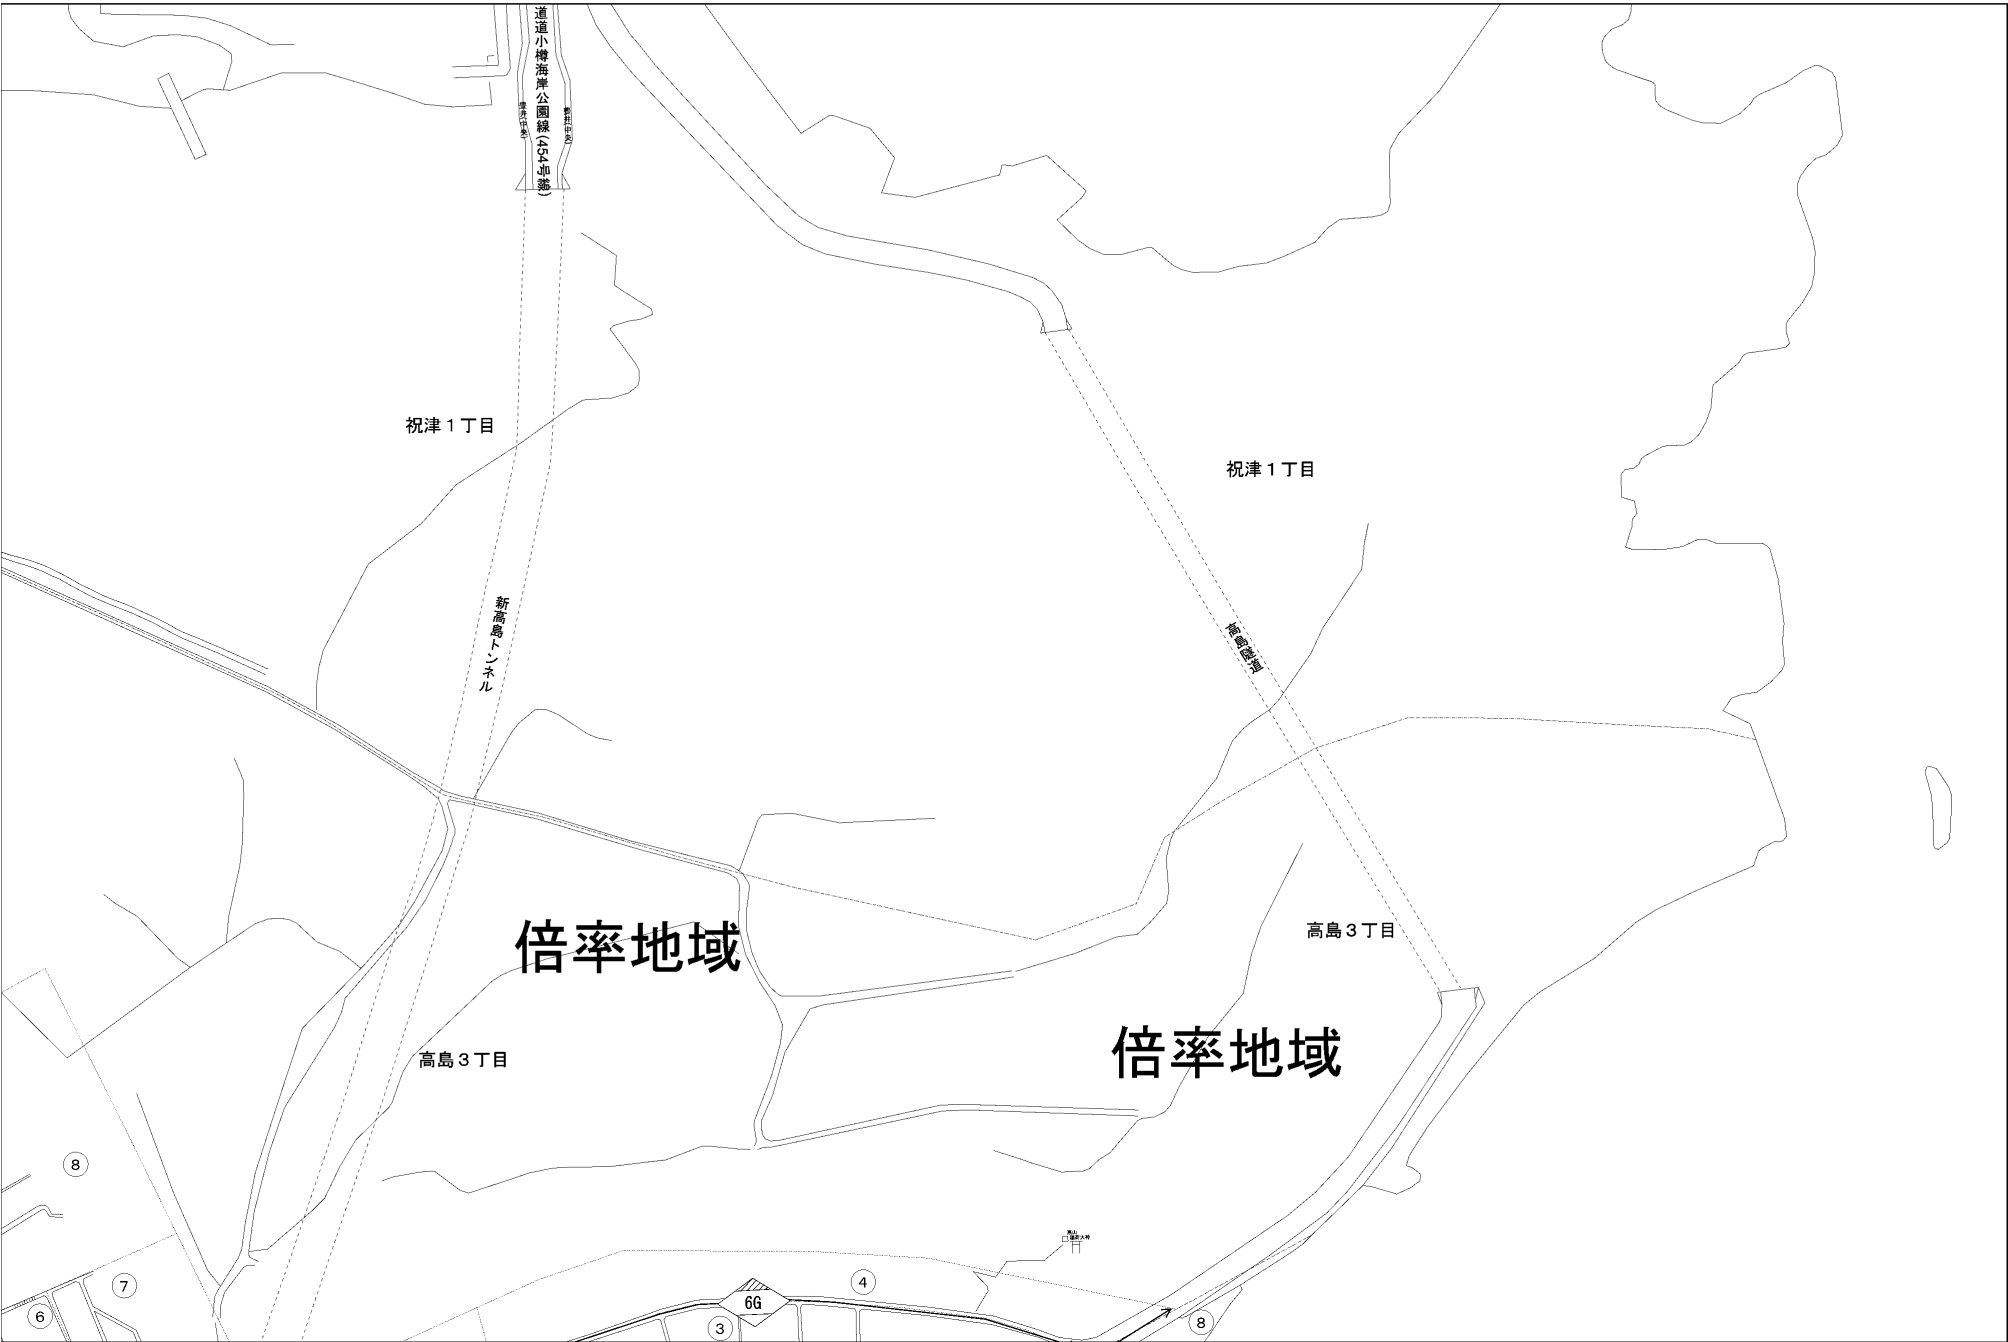 道道小樽海岸公園線(454号線)
祝津1丁目
祝津1丁目
新高島トンネル
高島隧道
倍率地域
高島3丁目
倍率地域
高島3丁目
8
7
6
6G
4
3
8